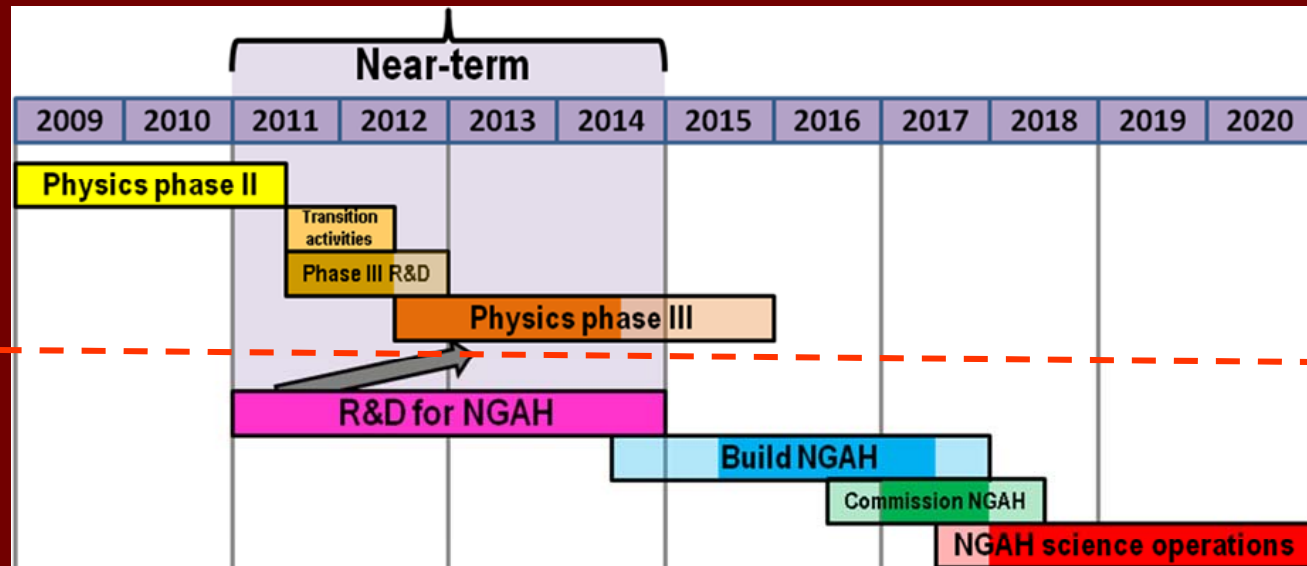 Near-term
2009 2010 2011 2012 2013 2014 2015 2016 2017 2018 2019 2020
Physics phase II
Transition
activities
Phase III R&D
Physics phase III
R&D for NGAH
Build NGAH
Commission NGAH
NGAH science operations